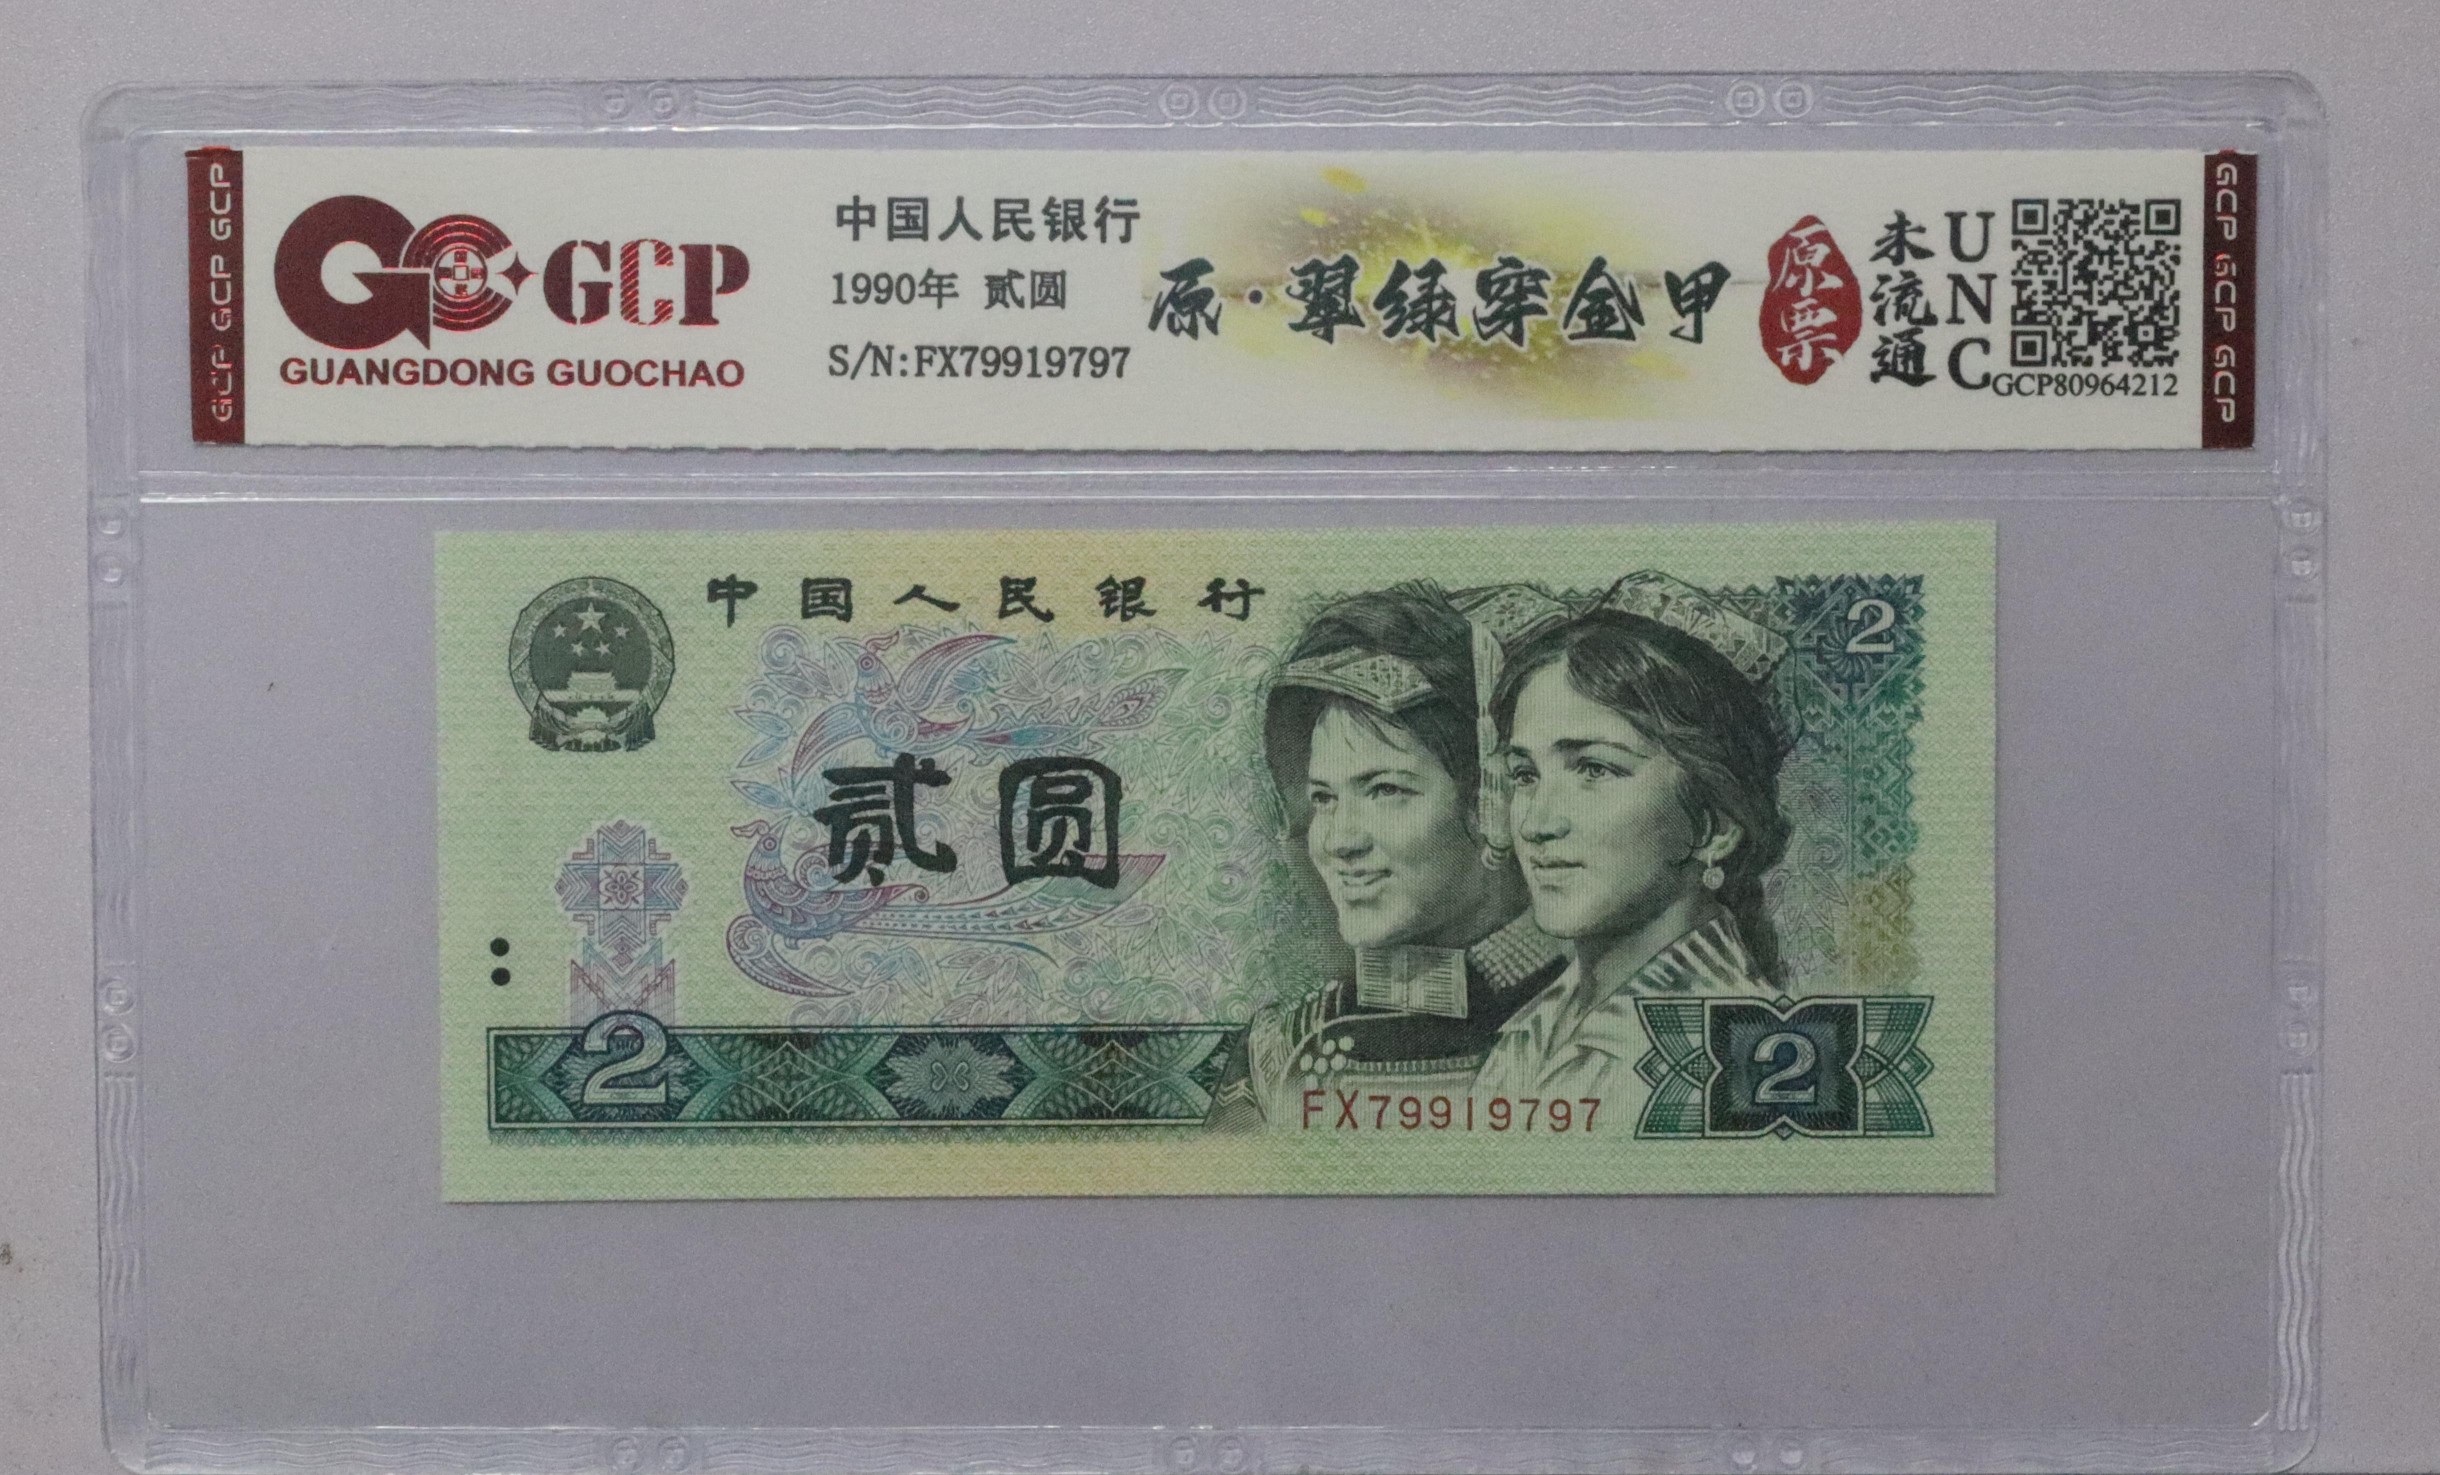 GCP GCP GCP
GCP
GUANGDONG GUOCHAO
中国人民银行
1990年 贰圆
S/N:FX79919797
原·翠绿穿金甲
原票
未流通
UNC
GCP80964212
GCP GCP GCP
中国人民银行
2
贰圆
2
FX79919797
2